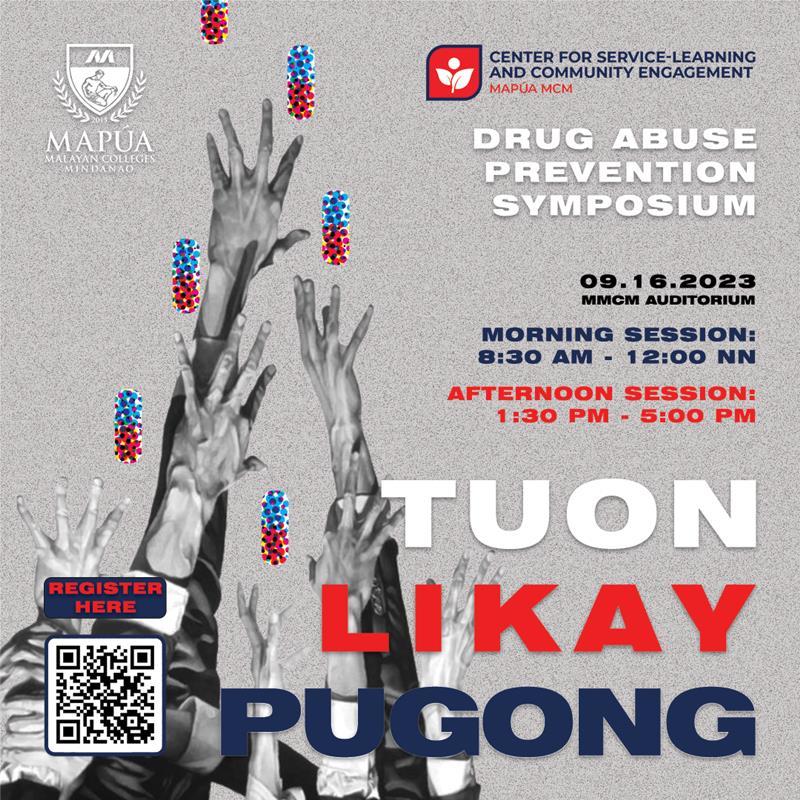 MAPÚA
MALAYAN COLLEGES
MINDANAO
2015
CENTER FOR SERVICE-LEARNING
AND COMMUNITY ENGAGEMENT
MAPÚA MCM
DRUG ABUSE
PREVENTION
SYMPOSIUM
09.16.2023
MMCM AUDITORIUM
MORNING SESSION:
8:30 AM - 12:00 NN
AFTERNOON SESSION:
1:30 PM - 5:00 PM
TUON
LIKAY
PUGONG
REGISTER
HERE